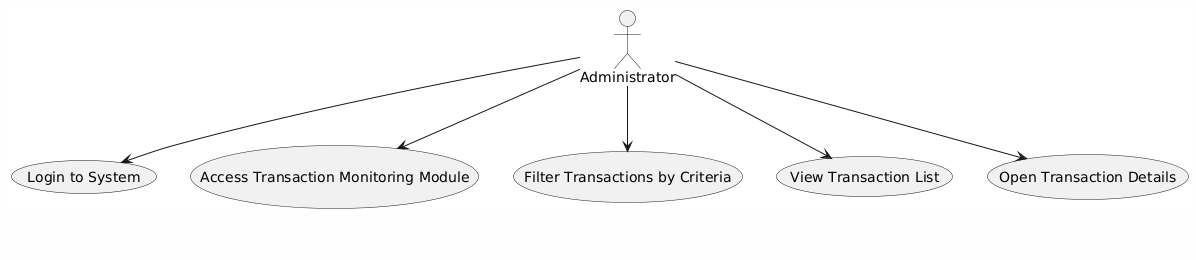 Administrator
Login to System
Access Transaction Monitoring Module
Filter Transactions by Criteria
View Transaction List
Open Transaction Details